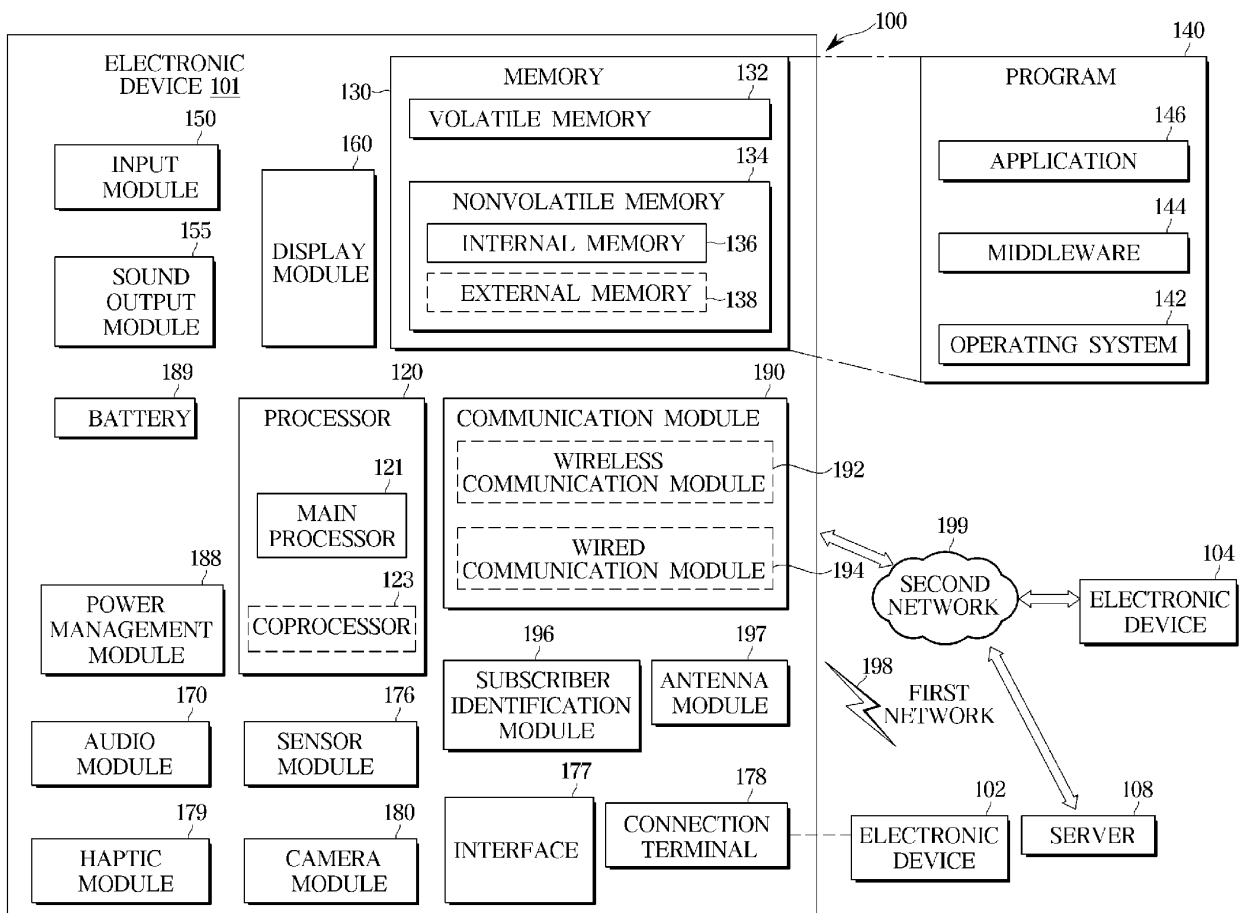 100
ELECTRONIC
DEVICE 101
150
INPUT
MODULE
155
SOUND
OUTPUT
MODULE
160
DISPLAY
MODULE
130
MEMORY
132
VOLATILE MEMORY
134
NONVOLATILE MEMORY
INTERNAL MEMORY
136
EXTERNAL MEMORY
138
140
PROGRAM
146
APPLICATION
144
MIDDLEWARE
142
OPERATING SYSTEM
189
BATTERY
120
PROCESSOR
121
MAIN
PROCESSOR
123
COPROCESSOR
190
COMMUNICATION MODULE
WIRELESS
COMMUNICATION MODULE
192
WIRED
COMMUNICATION MODULE
194
188
POWER
MANAGEMENT
MODULE
196
SUBSCRIBER
IDENTIFICATION
MODULE
197
ANTENNA
MODULE
199
SECOND
NETWORK
104
ELECTRONIC
DEVICE
198
FIRST
NETWORK
170
AUDIO
MODULE
176
SENSOR
MODULE
177
INTERFACE
178
CONNECTION
TERMINAL
102
ELECTRONIC
DEVICE
108
SERVER
179
HAPTIC
MODULE
180
CAMERA
MODULE